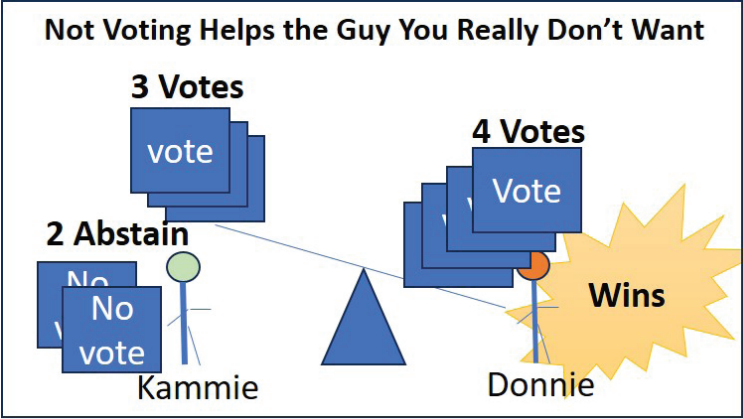 Not Voting Helps the Guy You Really Don't Want
3 Votes
vote
4 Votes
Vote
2 Abstain
No
No
vote
Wins
Kammie
Donnie